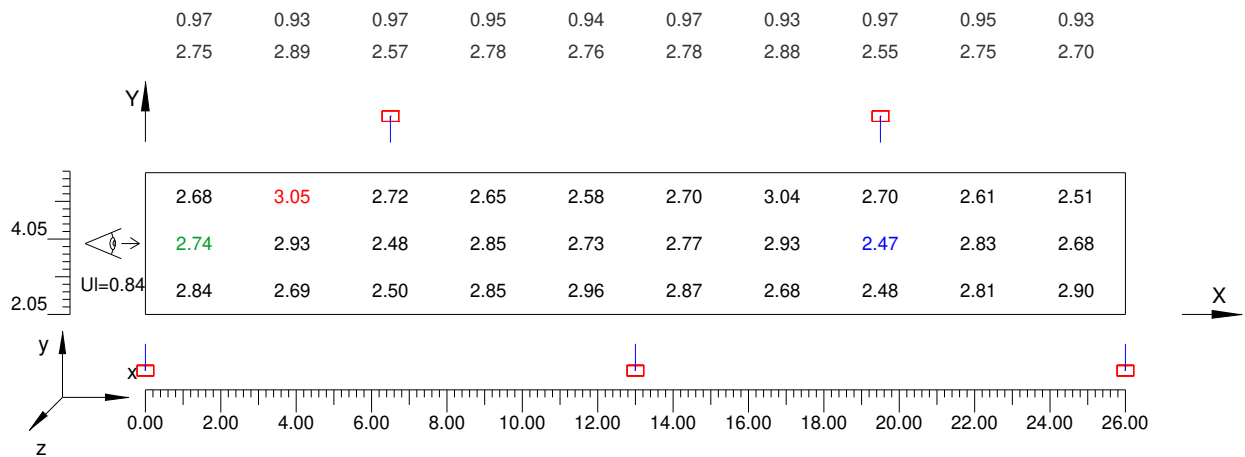 0.97 0.93 0.97 0.95 0.94 0.97 0.93 0.97 0.95 0.93
2.75 2.89 2.57 2.78 2.76 2.78 2.88 2.55 2.75 2.70
Y
2.68 3.05 2.72 2.65 2.58 2.70 3.04 2.70 2.61 2.51
4.05
2.74 2.93 2.48 2.85 2.73 2.77 2.93 2.47 2.83 2.68
Ul=0.84
2.84 2.69 2.50 2.85 2.96 2.87 2.68 2.48 2.81 2.90
2.05
X
y
x
0.00 2.00 4.00 6.00 8.00 10.00 12.00 14.00 16.00 18.00 20.00 22.00 24.00 26.00
z